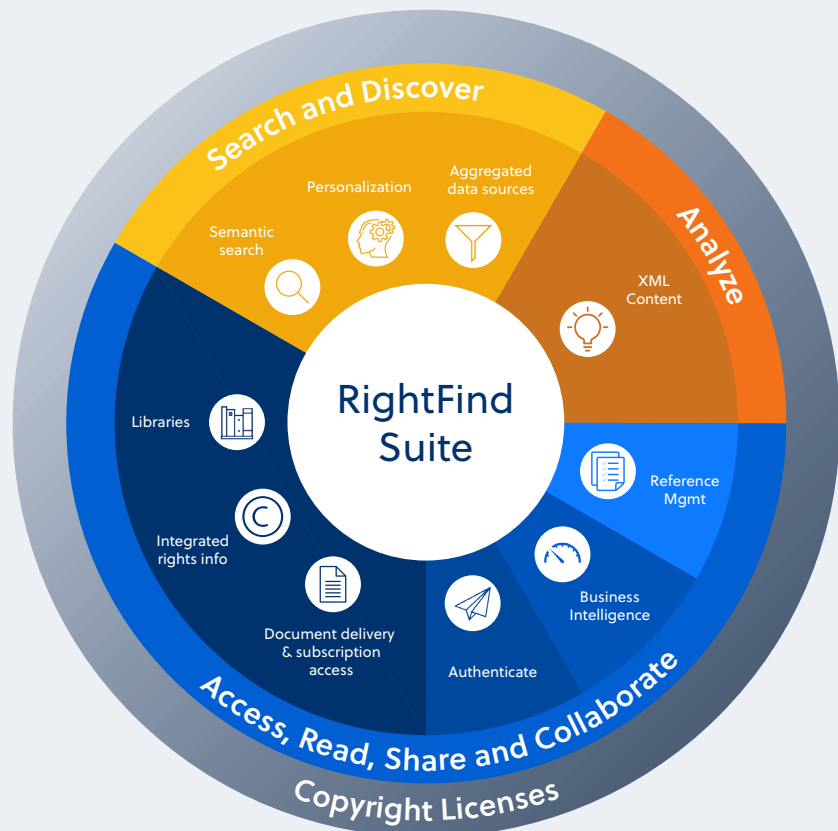 Search and Discover
Analyze
Personalization
Aggregated
data sources
Semantic
search
XML
Content
RightFind
Suite
Libraries
Reference
Mgmt
Integrated
rights info
Business
Intelligence
Document delivery
& subscription
access
Authenticate
Access, Read, Share and Collaborate
Copyright Licenses
C